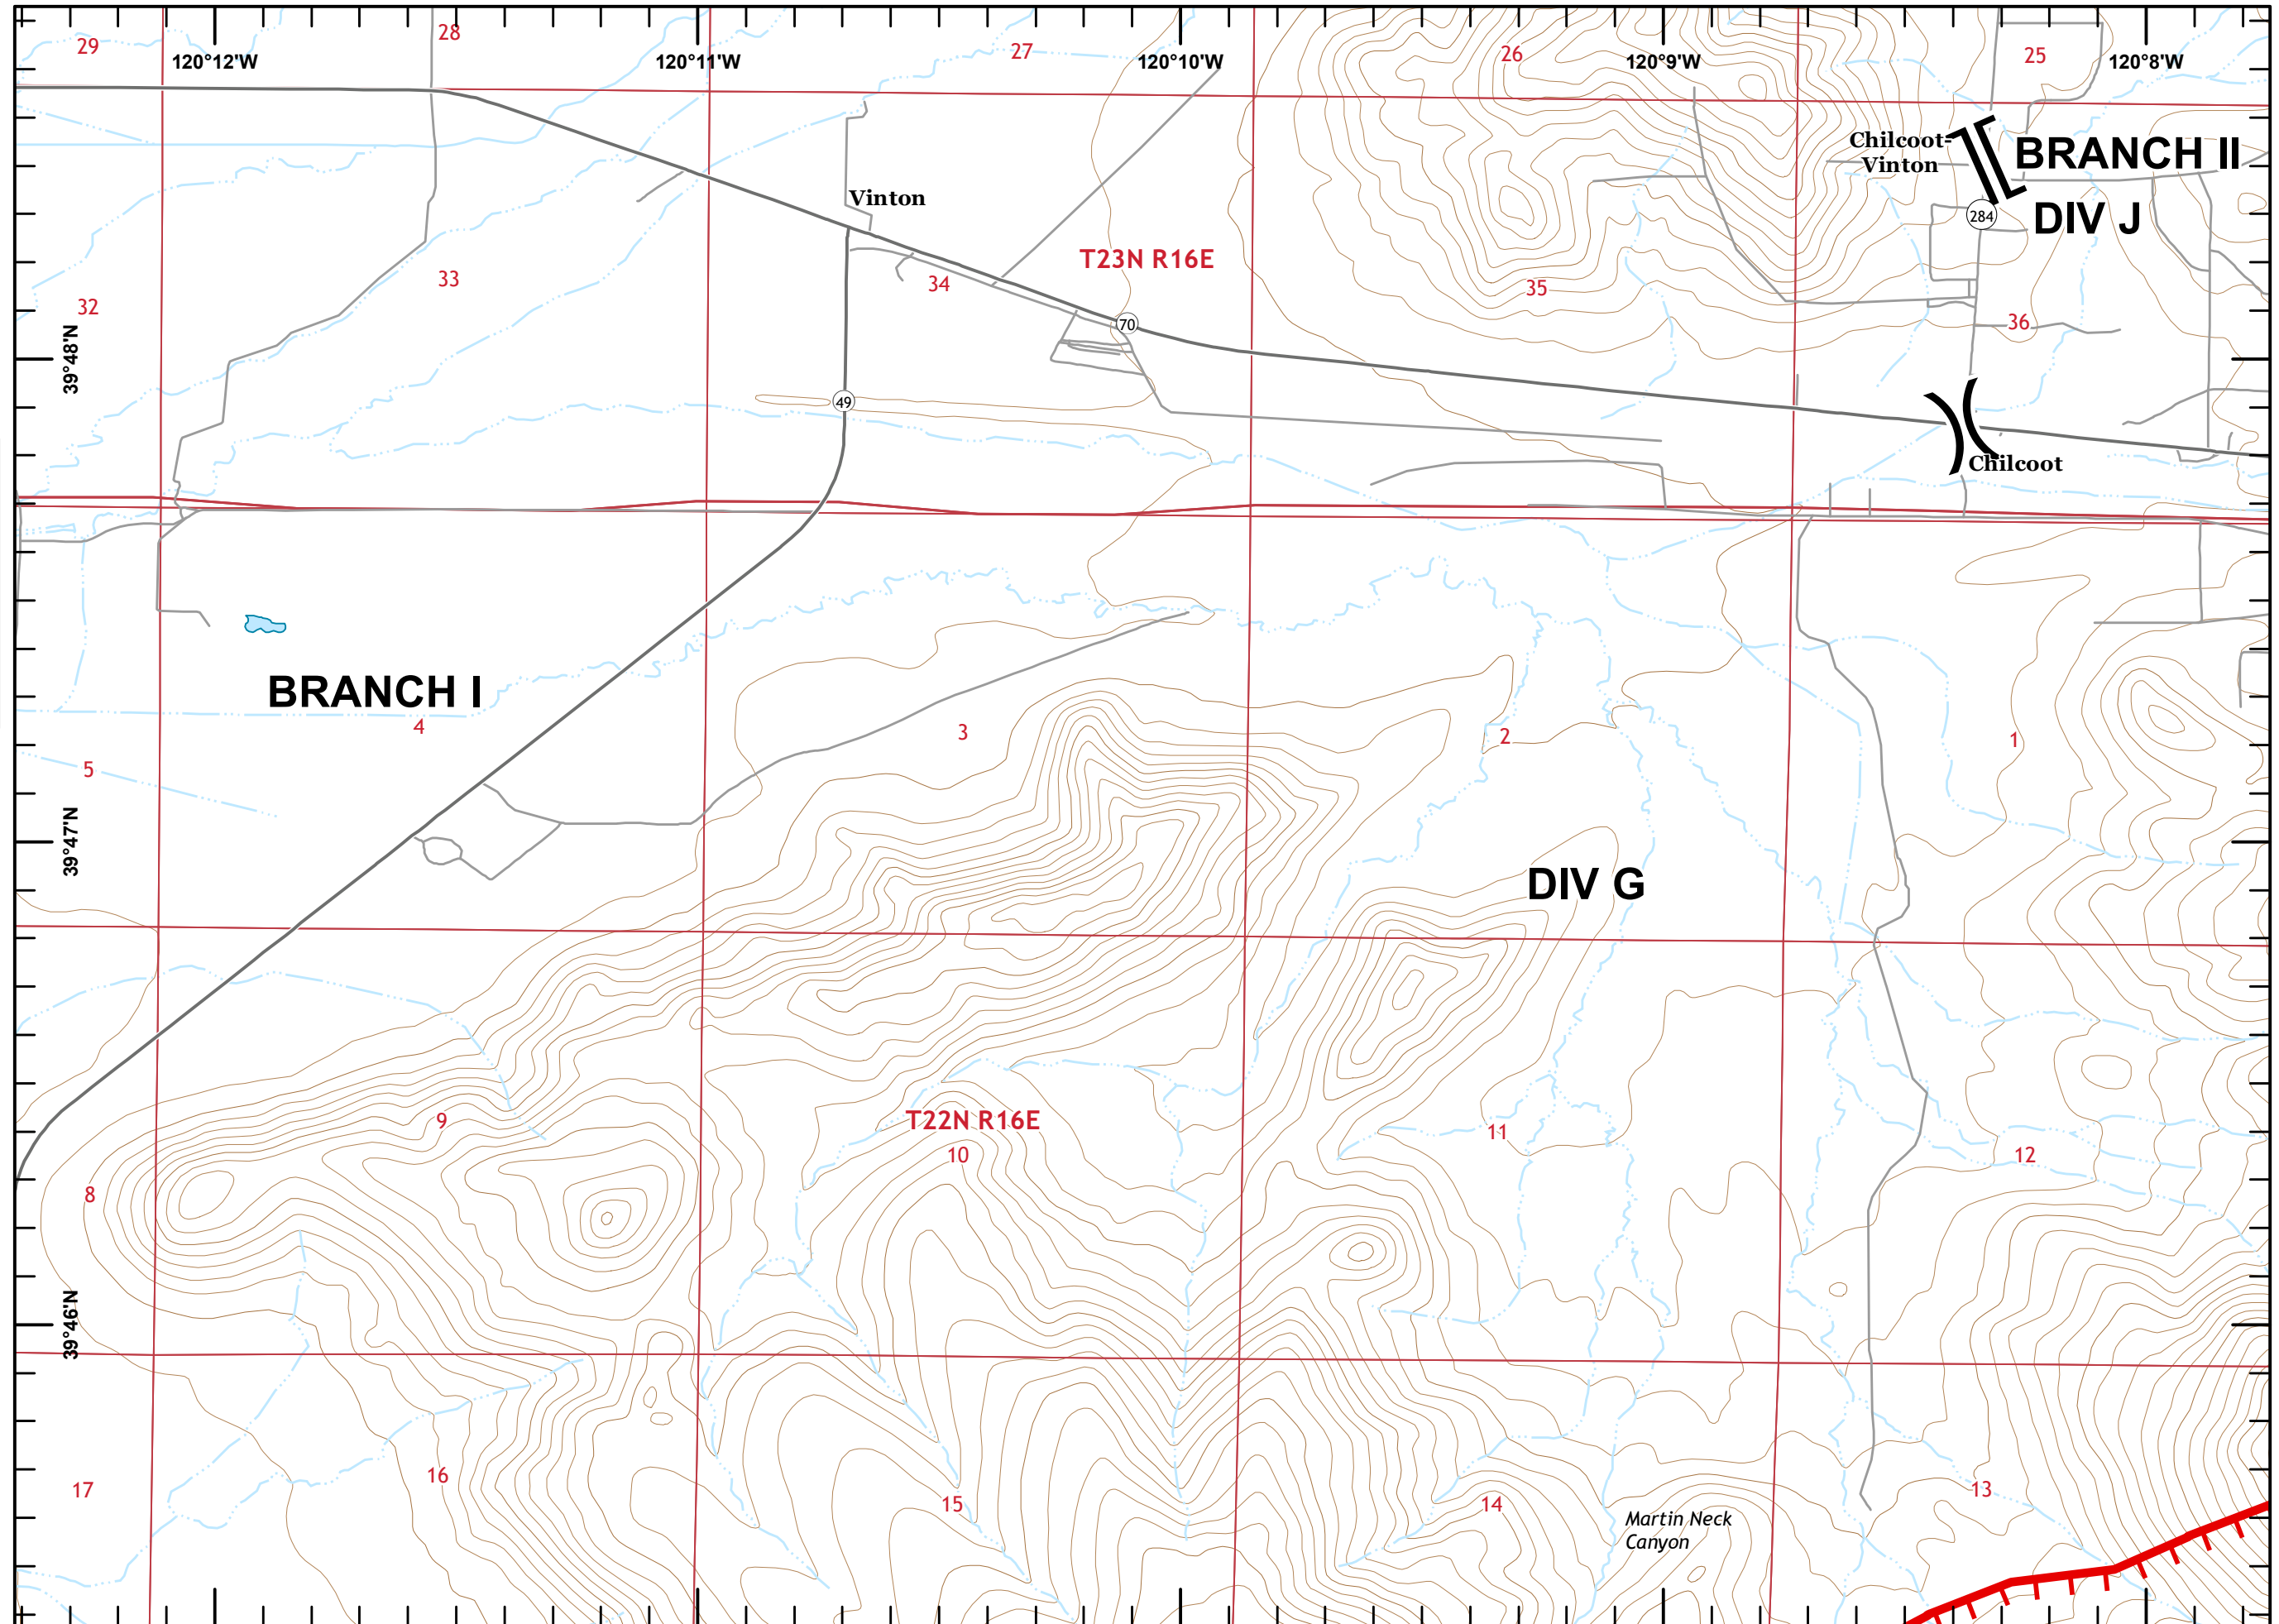 29
28
27
26
25
120°12'W
120°11'W
120°10'W
120°9'W
120°8'W
Chilcoot-
Vinton
BRANCH II
Vinton
284
DIV J
T23N R16E
32
33
34
35
36
70
39°48'N
49
Chilcoot
BRANCH I
4
3
2
1
5
39°47'N
DIV G
9
T22N R16E
10
11
12
8
39°46'N
17
16
15
14
13
Martin Neck
Canyon